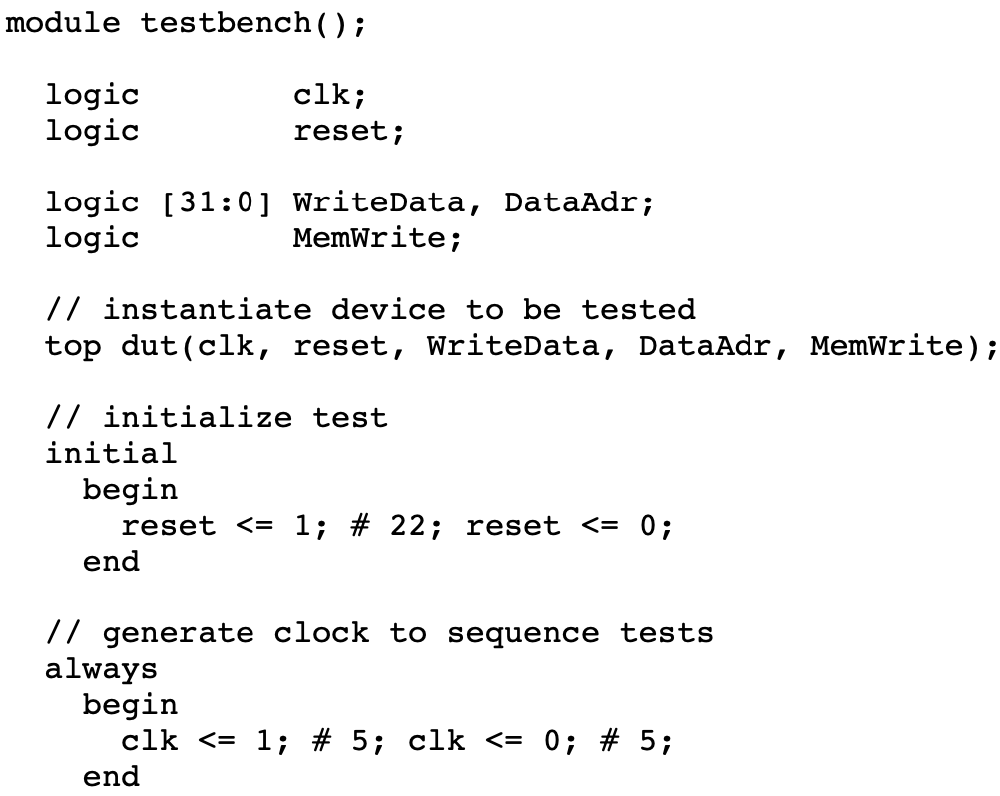 module testbench();
  logic        clk;
  logic        reset;
  logic [31:0] WriteData, DataAdr;
  logic        MemWrite;
  // instantiate device to be tested
  top dut(clk, reset, WriteData, DataAdr, MemWrite);
  // initialize test
  initial
    begin
      reset <= 1; # 22; reset <= 0;
    end
  // generate clock to sequence tests
  always
    begin
      clk <= 1; # 5; clk <= 0; # 5;
    end